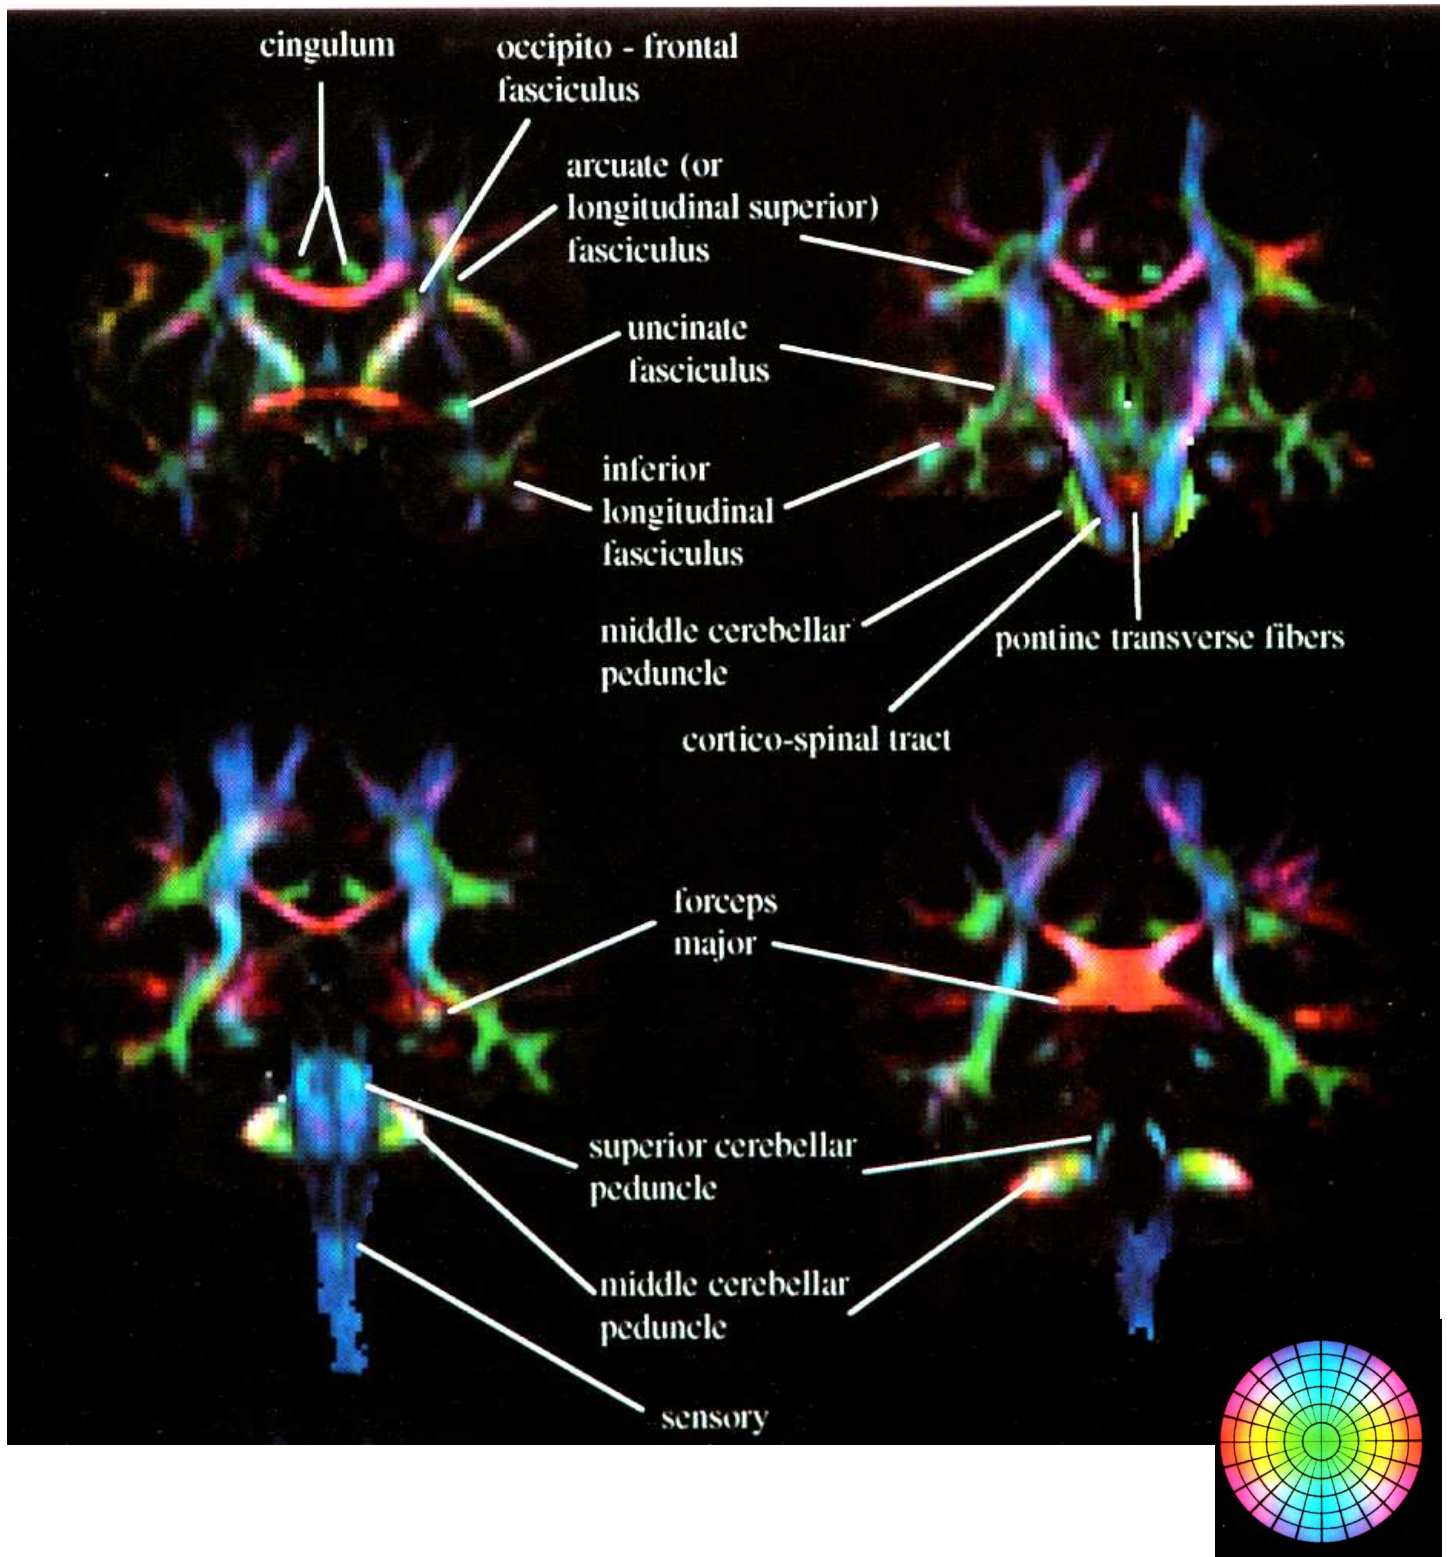 cingulum
occipito - frontal
fasciculus
arcuate (or
longitudinal superior)
fasciculus
uncinate
fasciculus
inferior
longitudinal
fasciculus
middle cerebellar
peduncle
pontine transverse fibers
cortico-spinal tract
forceps
major
superior cerebellar
peduncle
middle cerebellar
peduncle
sensory